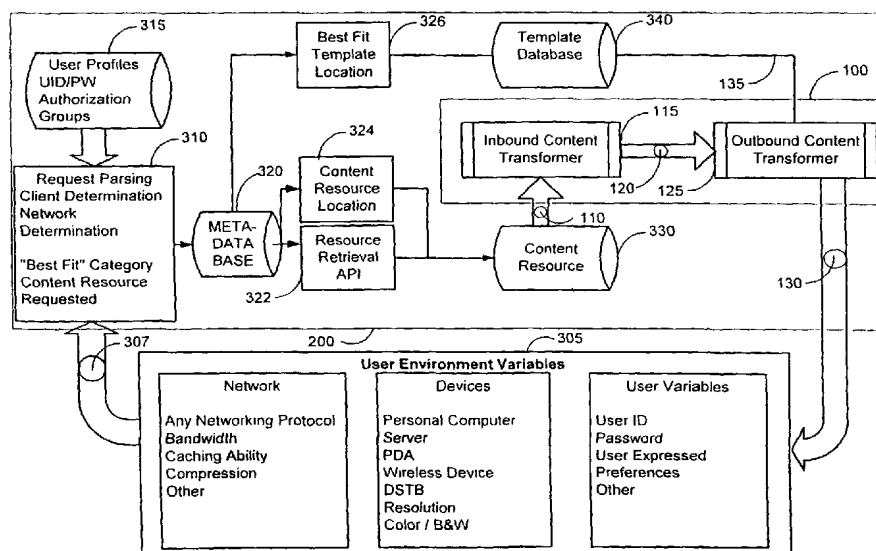 315
User Profiles
UID/PW
Authorization
Groups
310
Request Parsing
Client Determination
Network
Determination
"Best Fit" Category
Content Resource
Requested
320
META-
DATA
BASE
Best Fit
Template
Location
326
324
Content
Resource
Location
Resource
Retrieval
API
322
Template
Database
340
135
100
Inbound Content
Transformer
115
120
125
Outbound Content
Transformer
110
Content
Resource
330
130
307
200
305
User Environment Variables
Network
Any Networking Protocol
Bandwidth
Caching Ability
Compression
Other
Devices
Personal Computer
Server
PDA
Wireless Device
DSTB
Resolution
Color / B&W
User Variables
User ID
Password
User Expressed
Preferences
Other